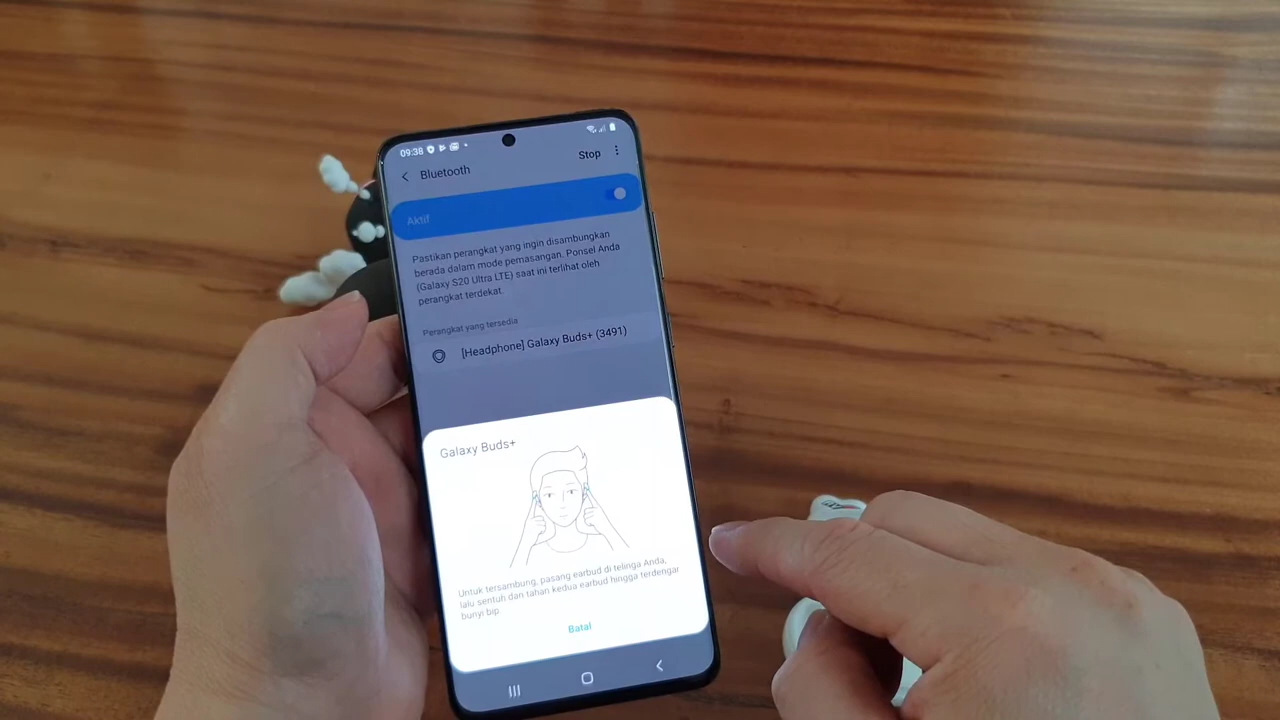 09:38
Bluetooth
Stop
Aktif
Pastikan perangkat yang ingin disambungkan
berada dalam mode pemasangan. Ponsel Anda
(Galaxy S20 Ultra LTE) saat ini terlihat oleh
perangkat terdekat.
Perangkat yang tersedia
[Headphone] Galaxy Buds+ (3491)
Galaxy Buds+
Untuk tersambung, pasang earbud di telinga Anda,
lalu sentuh dan tahan kedua earbud hingga terdengar
bunyi bip.
Batal